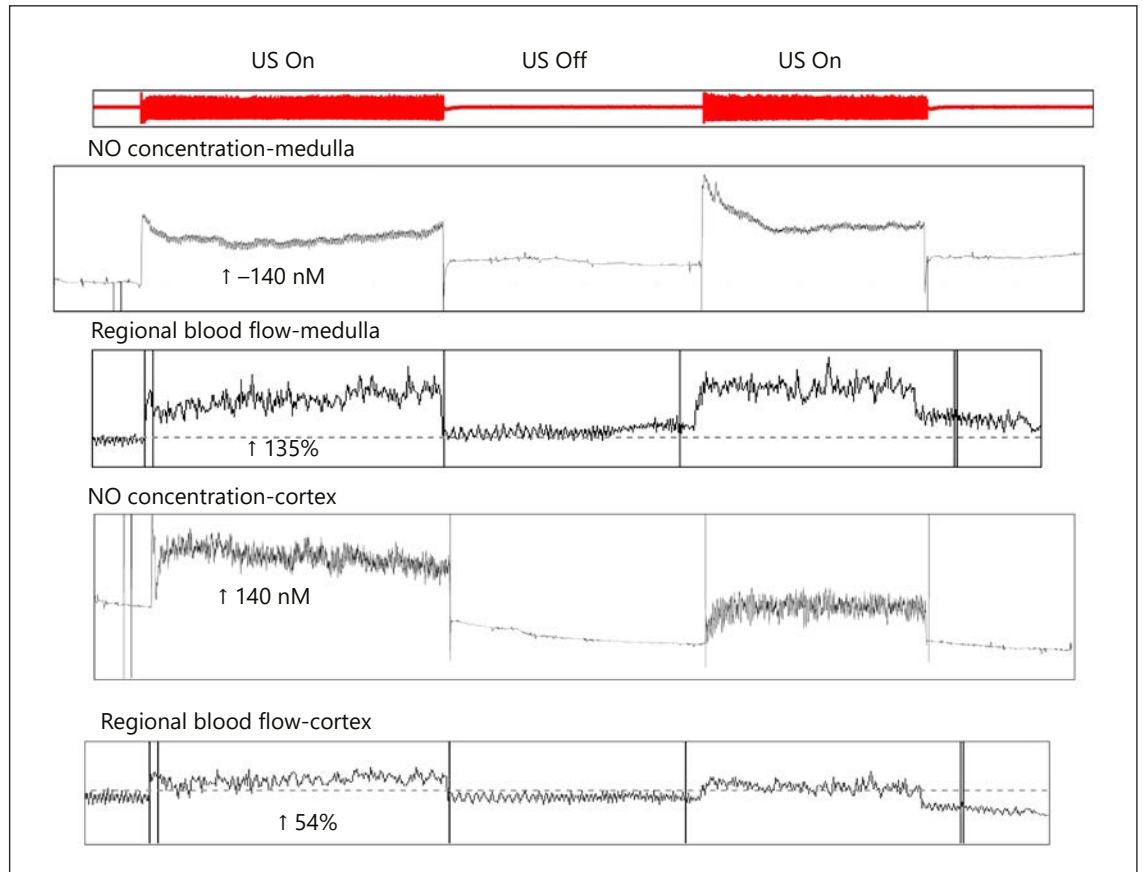 US On US Off US On
NO concentration-medulla
↑ –140 nM
Regional blood flow-medulla
↑ 135%
NO concentration-cortex
↑ 140 nM
Regional blood flow-cortex
↑ 54%